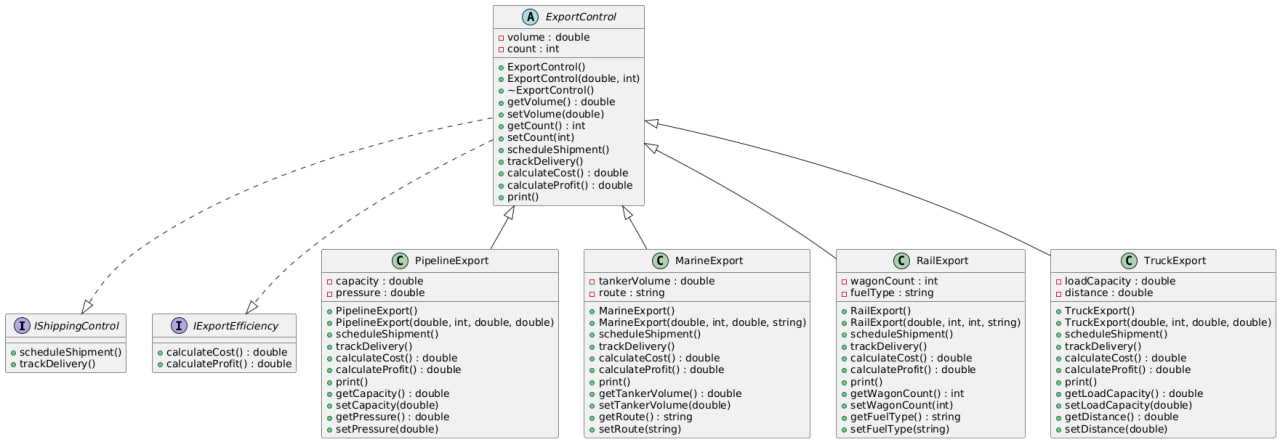 A ExportControl
volume : double
count : int
ExportControl()
ExportControl(double, int)
~ExportControl()
getVolume() : double
setVolume(double)
getCount() : int
setCount(int)
scheduleShipment()
trackDelivery()
calculateCost() : double
calculateProfit() : double
print()
I IShippingControl
scheduleShipment()
trackDelivery()
I IExportEfficiency
calculateCost() : double
calculateProfit() : double
C PipelineExport
capacity : double
pressure : double
PipelineExport()
PipelineExport(double, int, double, double)
scheduleShipment()
trackDelivery()
calculateCost() : double
calculateProfit() : double
print()
getCapacity() : double
setCapacity(double)
getPressure() : double
setPressure(double)
C MarineExport
tankerVolume : double
route : string
MarineExport()
MarineExport(double, int, double, string)
scheduleShipment()
trackDelivery()
calculateCost() : double
calculateProfit() : double
print()
getTankerVolume() : double
setTankerVolume(double)
getRoute() : string
setRoute(string)
C RailExport
wagonCount : int
fuelType : string
RailExport()
RailExport(double, int, int, string)
scheduleShipment()
trackDelivery()
calculateCost() : double
calculateProfit() : double
print()
getWagonCount() : int
setWagonCount(int)
getFuelType() : string
setFuelType(string)
C TruckExport
loadCapacity : double
distance : double
TruckExport()
TruckExport(double, int, double, double)
scheduleShipment()
trackDelivery()
calculateCost() : double
calculateProfit() : double
print()
getLoadCapacity() : double
setLoadCapacity(double)
getDistance() : double
setDistance(double)